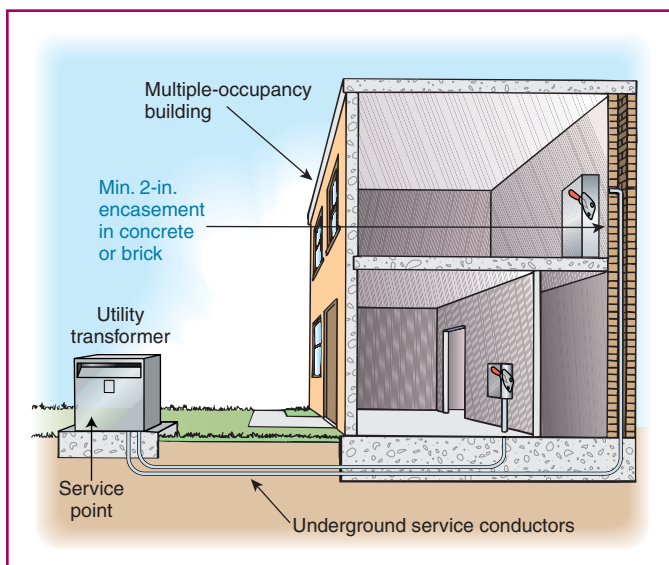 Multiple-occupancy
building
Min. 2-in.
encasement
in concrete
or brick
Utility
transformer
Service
point
Underground service conductors